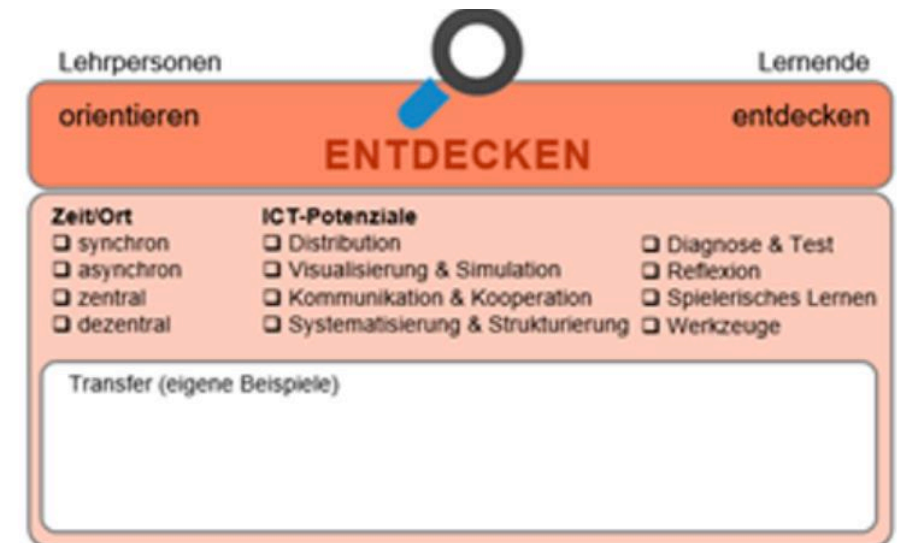 Lehrpersonen Lernende
orientieren entdecken
ENTDECKEN
Zeit/Ort
❑ synchron
❑ asynchron
❑ zentral
❑ dezentral
ICT-Potenziale
❑ Distribution
❑ Visualisierung & Simulation
❑ Kommunikation & Kooperation
❑ Systematisierung & Strukturierung
❑ Diagnose & Test
❑ Reflexion
❑ Spielerisches Lernen
❑ Werkzeuge
Transfer (eigene Beispiele)